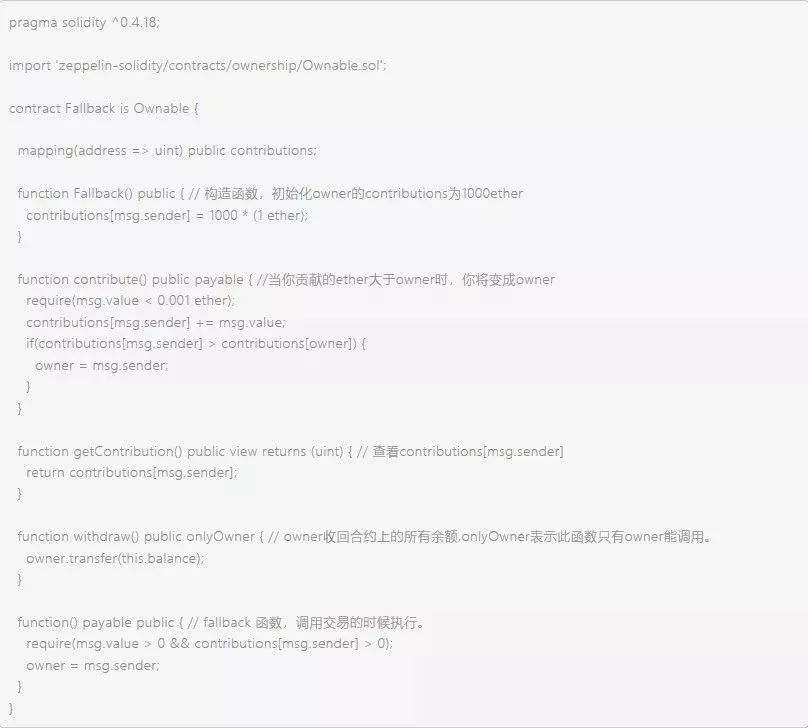 pragma solidity ^0.4.18;
import 'zeppelin-solidity/contracts/ownership/Ownable.sol';
contract Fallback is Ownable {
mapping(address => uint) public contributions;
function Fallback() public { // 构造函数，初始化owner的contributions为1000ether
contributions[msg.sender] = 1000 * (1 ether);
}
function contribute() public payable { //当你贡献的ether大于owner时，你将变成owner
require(msg.value < 0.001 ether);
contributions[msg.sender] += msg.value;
if(contributions[msg.sender] > contributions[owner]) {
owner = msg.sender;
}
}
function getContribution() public view returns (uint) { // 查看contributions[msg.sender]
return contributions[msg.sender];
}
function withdraw() public onlyOwner { // owner收回合约上的所有余额.onlyOwner表示此函数只有owner能调用。
owner.transfer(this.balance);
}
function() payable public { // fallback 函数，调用交易的时候执行。
require(msg.value > 0 && contributions[msg.sender] > 0);
owner = msg.sender;
}
}